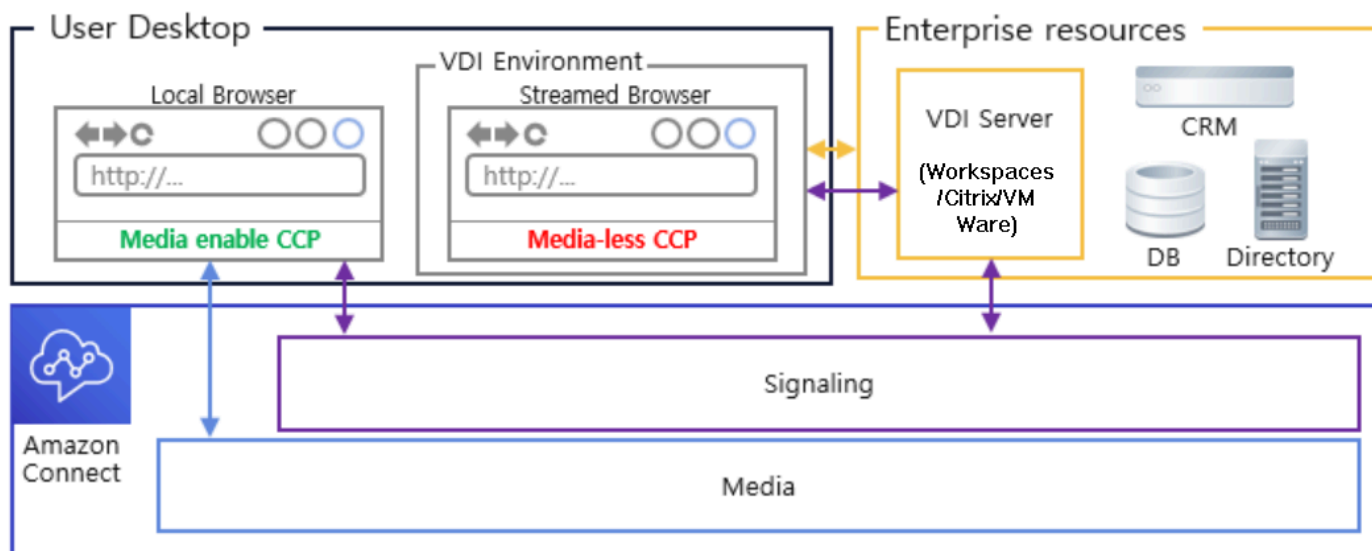 User Desktop
Enterprise resources
VDI Environment
Local Browser
Streamed Browser
http://...
http://...
Media enable CCP
Media-less CCP
VDI Server
(Workspaces
/Citrix/VM
Ware)
CRM
DB
Directory
Amazon
Connect
Signaling
Media